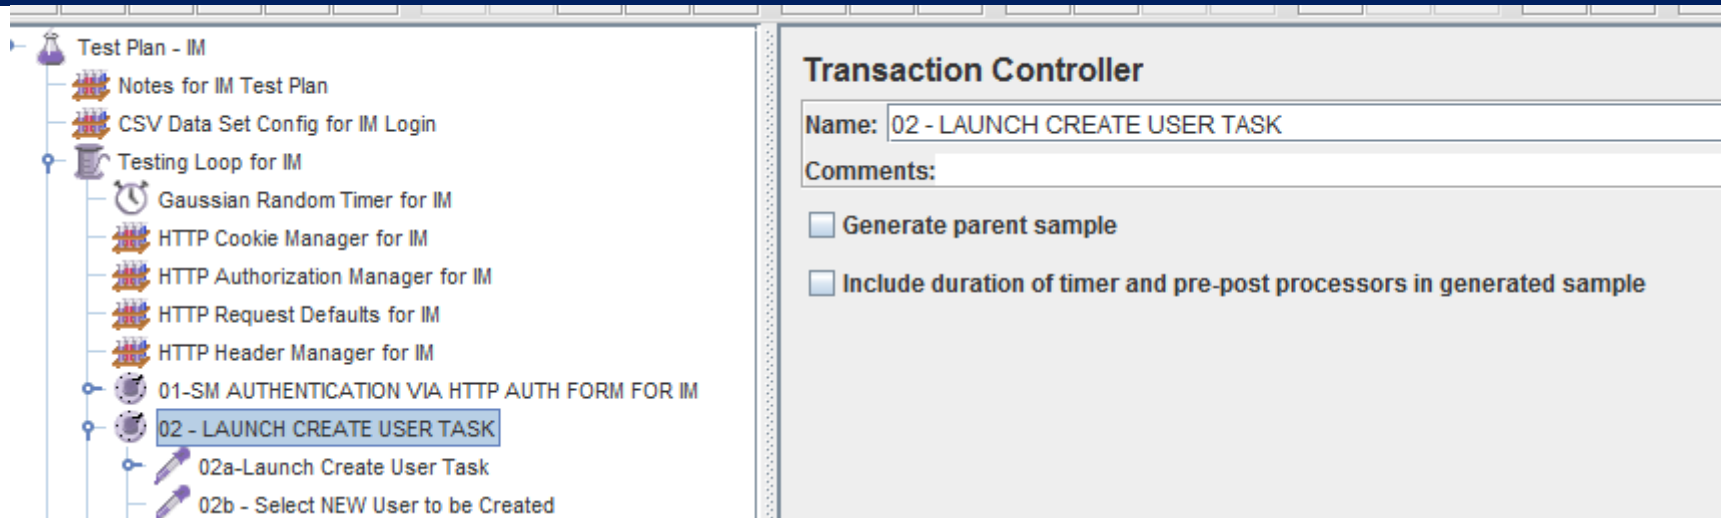 Test Plan - IM
Notes for IM Test Plan
CSV Data Set Config for IM Login
Testing Loop for IM
Gaussian Random Timer for IM
HTTP Cookie Manager for IM
HTTP Authorization Manager for IM
HTTP Request Defaults for IM
HTTP Header Manager for IM
01-SM AUTHENTICATION VIA HTTP AUTH FORM FOR IM
02 - LAUNCH CREATE USER TASK
02a-Launch Create User Task
02b - Select NEW User to be Created
Transaction Controller
Name: 02 - LAUNCH CREATE USER TASK
Comments:
Generate parent sample
Include duration of timer and pre-post processors in generated sample